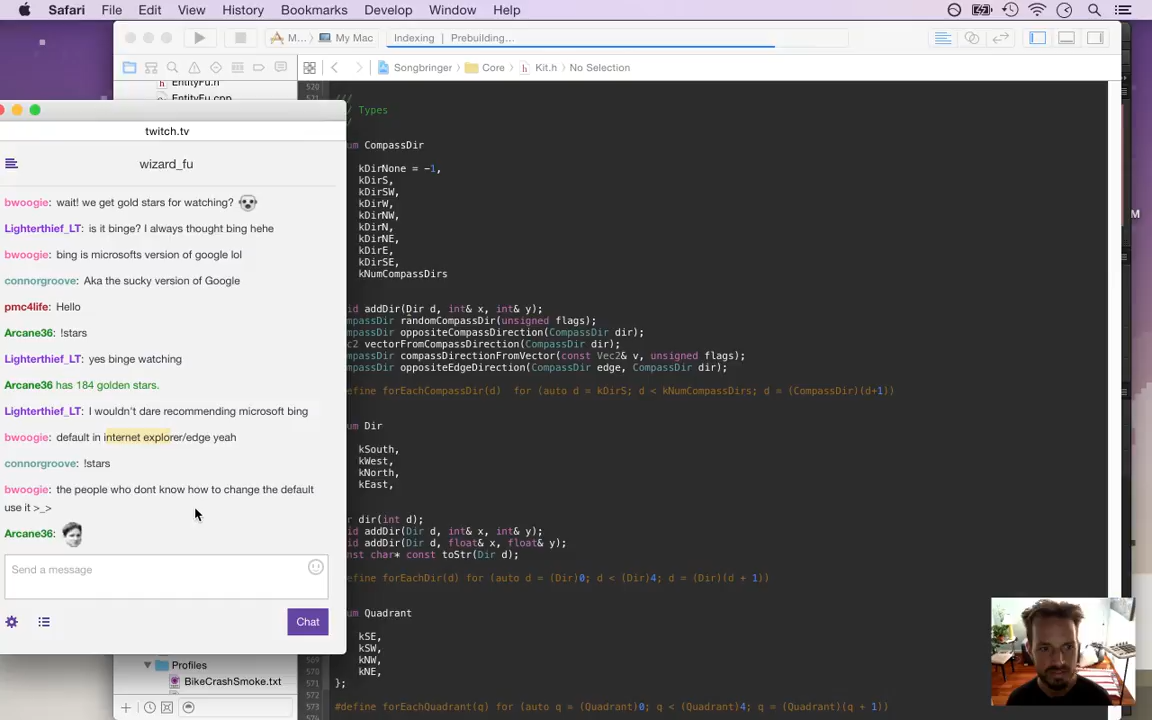 Safari File Edit View History Bookmarks Develop Window Help
M... My Mac Indexing | Prebuilding...
Songbringer Core Kit.h No Selection
EntityFu.h
EntityFu.cpp
twitch.tv
wizard_fu
bwoogie: wait! we get gold stars for watching?
Lighterthief_LT: is it binge? I always thought bing hehe
bwoogie: bing is microsofts version of google lol
connorgroove: Aka the sucky version of Google
pmc4life: Hello
Arcane36: !stars
Lighterthief_LT: yes binge watching
Arcane36 has 184 golden stars.
Lighterthief_LT: I wouldn't dare recommending microsoft bing
bwoogie: default in internet explorer/edge yeah
connorgroove: !stars
bwoogie: the people who dont know how to change the default
use it >_>
Arcane36:
Send a message
Chat
Profiles
BikeCrashSmoke.txt
520
521 ///
/ Types
/
um CompassDir
kDirNone = -1,
kDirS,
kDirSW,
kDirW,
kDirNW,
kDirN,
kDirNE,
kDirE,
kDirSE,
kNumCompassDirs
id addDir(Dir d, int& x, int& y);
mpassDir randomCompassDir(unsigned flags);
mpassDir oppositeCompassDirection(CompassDir dir);
c2 vectorFromCompassDirection(CompassDir dir);
mpassDir compassDirectionFromVector(const Vec2& v, unsigned flags);
mpassDir oppositeEdgeDirection(CompassDir edge, CompassDir dir);
efine forEachCompassDir(d) for (auto d = kDirS; d < kNumCompassDirs; d = (CompassDir)(d+1))
um Dir
kSouth,
kWest,
kNorth,
kEast,
r dir(int d);
id addDir(Dir d, int& x, int& y);
id addDir(Dir d, float& x, float& y);
nst char* const toStr(Dir d);
efine forEachDir(d) for (auto d = (Dir)0; d < (Dir)4; d = (Dir)(d + 1))
um Quadrant
kSE,
kSW,
569 kNW,
570 kNE,
571 };
572
573 #define forEachQuadrant(q) for (auto q = (Quadrant)0; q < (Quadrant)4; q = (Quadrant)(q + 1))
M